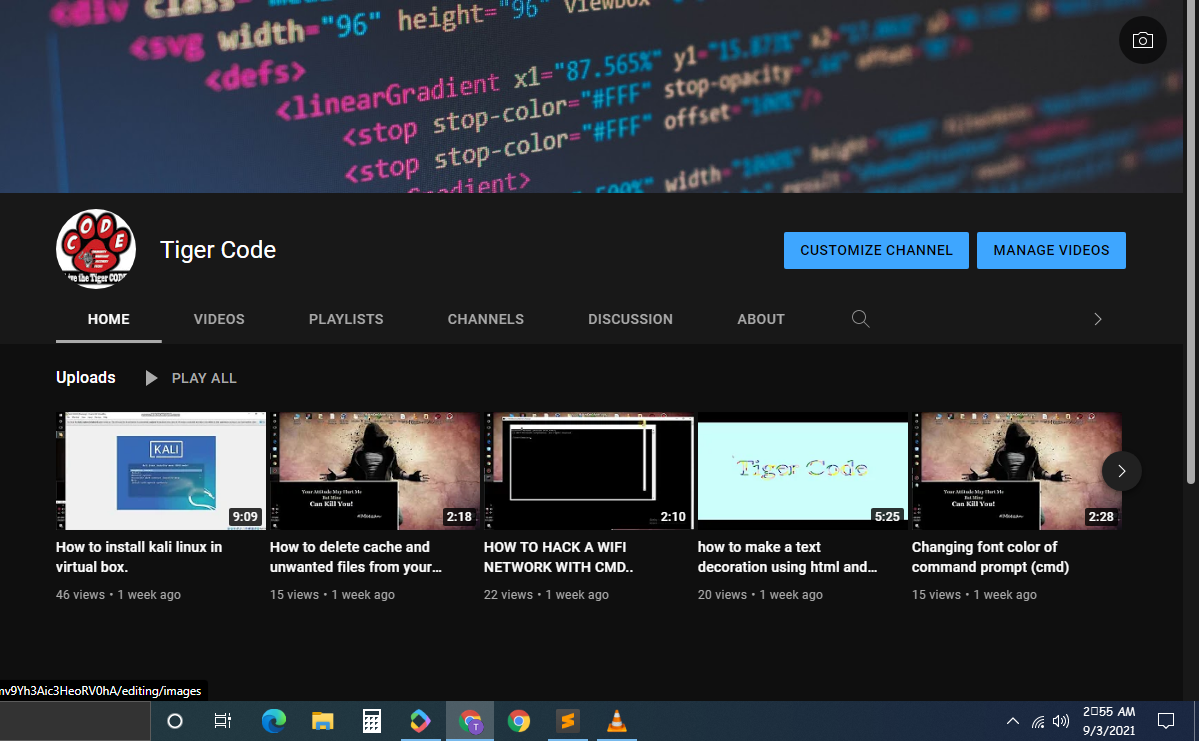 <div class=
<svg width="96" height="96" viewBox
<defs>
<linearGradient x1="87.565%" y1="15.873%"
<stop stop-color="#FFF" stop-opacity=
<stop stop-color="#FFF" offset="100%"/>
Gradient>
width="100%" height=
CODE
the Tiger CODE
Tiger Code
CUSTOMIZE CHANNEL
MANAGE VIDEOS
HOME VIDEOS PLAYLISTS CHANNELS DISCUSSION ABOUT
Uploads PLAY ALL
KALI
9:09
Your Attitude May Hurt Me
But Mine
Can Kill You!
2:18
2:10
Tiger Code
5:25
Your Attitude May Hurt Me
But Mine
Can Kill You!
2:28
How to install kali linux in
virtual box.
46 views • 1 week ago
How to delete cache and
unwanted files from your...
15 views • 1 week ago
HOW TO HACK A WIFI
NETWORK WITH CMD..
22 views • 1 week ago
how to make a text
decoration using html and...
20 views • 1 week ago
Changing font color of
command prompt (cmd)
15 views • 1 week ago
nv9Yh3Aic3HeoRV0hA/editing/images
T
2:55 AM
9/3/2021